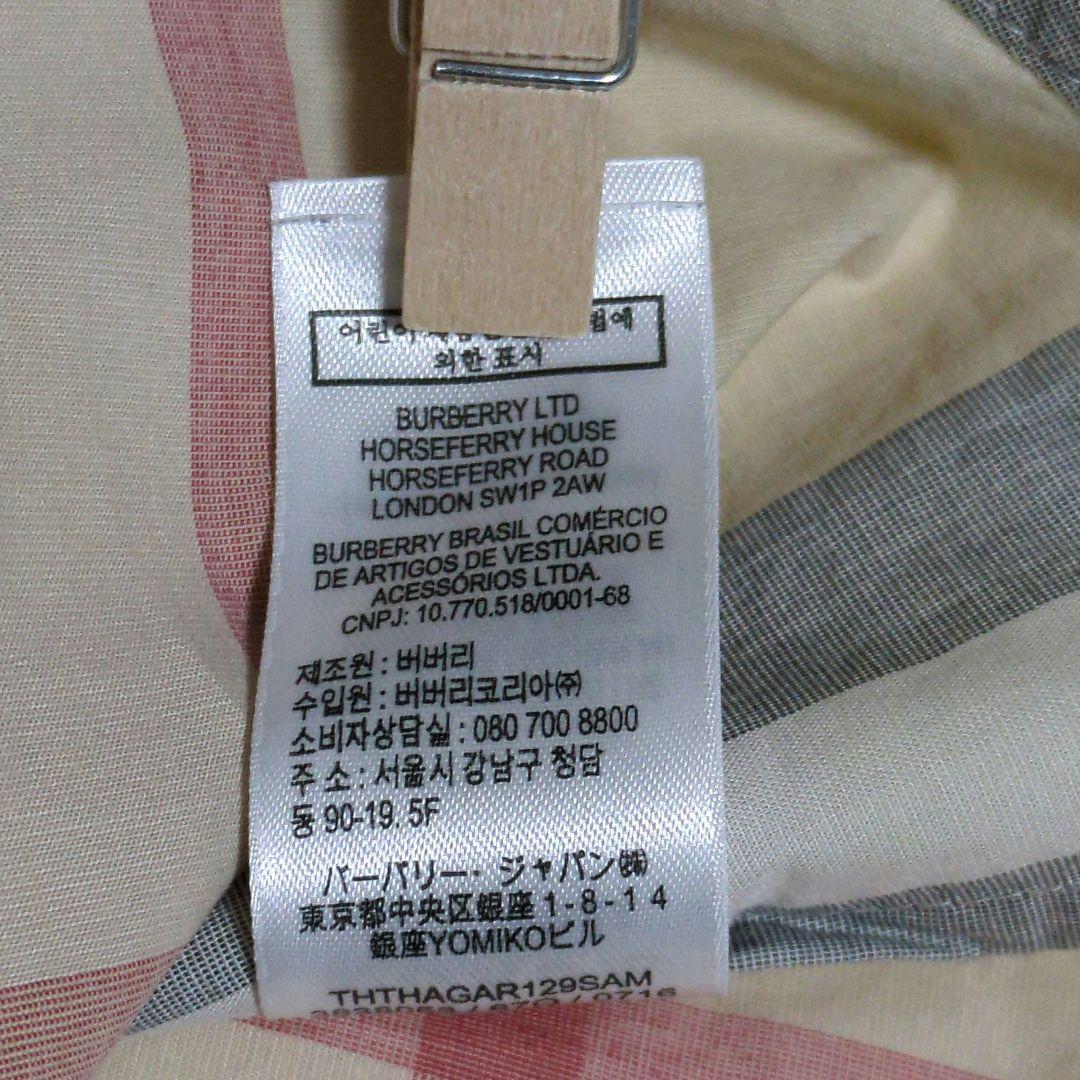 의한 표시
BURBERRY LTD
HORSEFERRY HOUSE
HORSEFERRY ROAD
LONDON SW1P 2AW
BURBERRY BRASIL COMÉRCIO
DE ARTIGOS DE VESTUÁRIO E
ACESSÓRIOS LTDA.
CNPJ: 10.770.518/0001-68
제조원 : 버버리
수입원 : 버버리코리아㈜
소비자상담실 : 080 700 8800
주 소 : 서울시 강남구 청담
동 90-19. 5F
バーバリー・ジャパン㈱
東京都中央区銀座 1-8-14
銀座YOMIKOビル
THTHAGAR129SAM